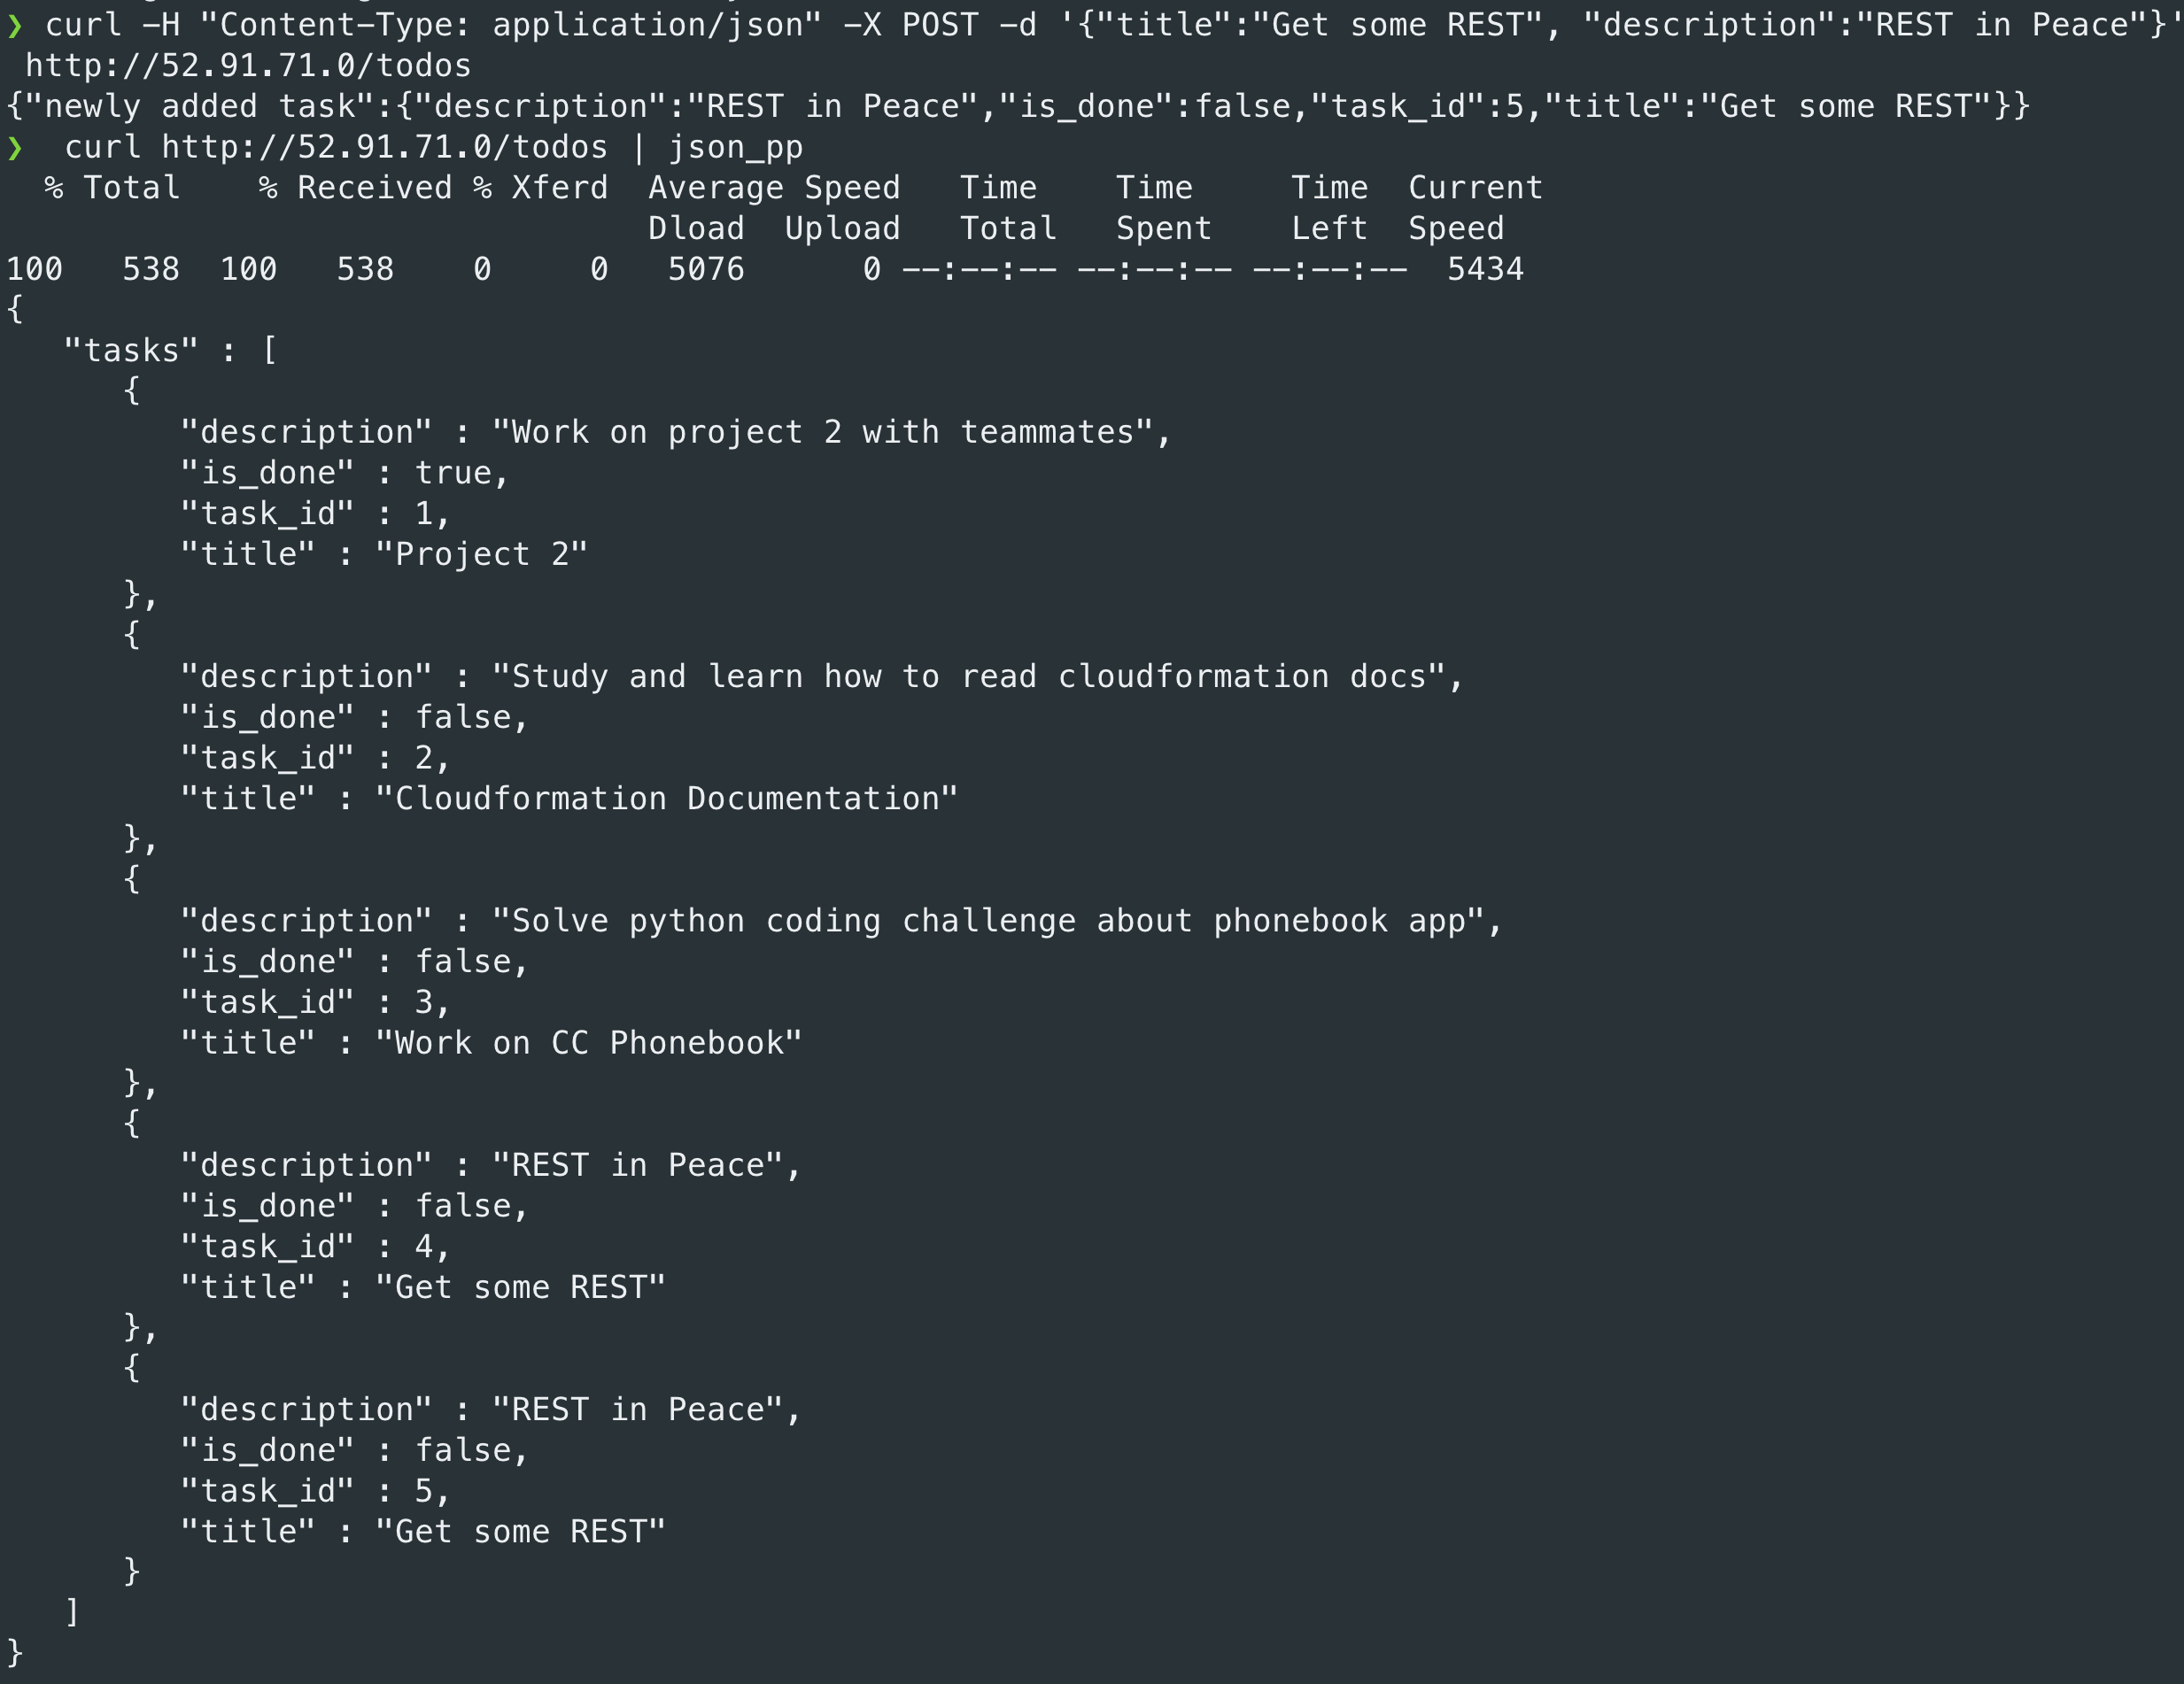 ❯ curl -H "Content-Type: application/json" -X POST -d '{"title":"Get some REST", "description":"REST in Peace"}'
 http://52.91.71.0/todos
{"newly added task":{"description":"REST in Peace","is_done":false,"task_id":5,"title":"Get some REST"}}
❯  curl http://52.91.71.0/todos | json_pp
  % Total    % Received % Xferd  Average Speed   Time    Time     Time  Current
                                 Dload  Upload   Total   Spent    Left  Speed
100   538  100   538    0     0   5076      0 --:--:-- --:--:-- --:--:--  5434
{
   "tasks" : [
      {
         "description" : "Work on project 2 with teammates",
         "is_done" : true,
         "task_id" : 1,
         "title" : "Project 2"
      },
      {
         "description" : "Study and learn how to read cloudformation docs",
         "is_done" : false,
         "task_id" : 2,
         "title" : "Cloudformation Documentation"
      },
      {
         "description" : "Solve python coding challenge about phonebook app",
         "is_done" : false,
         "task_id" : 3,
         "title" : "Work on CC Phonebook"
      },
      {
         "description" : "REST in Peace",
         "is_done" : false,
         "task_id" : 4,
         "title" : "Get some REST"
      },
      {
         "description" : "REST in Peace",
         "is_done" : false,
         "task_id" : 5,
         "title" : "Get some REST"
      }
   ]
}